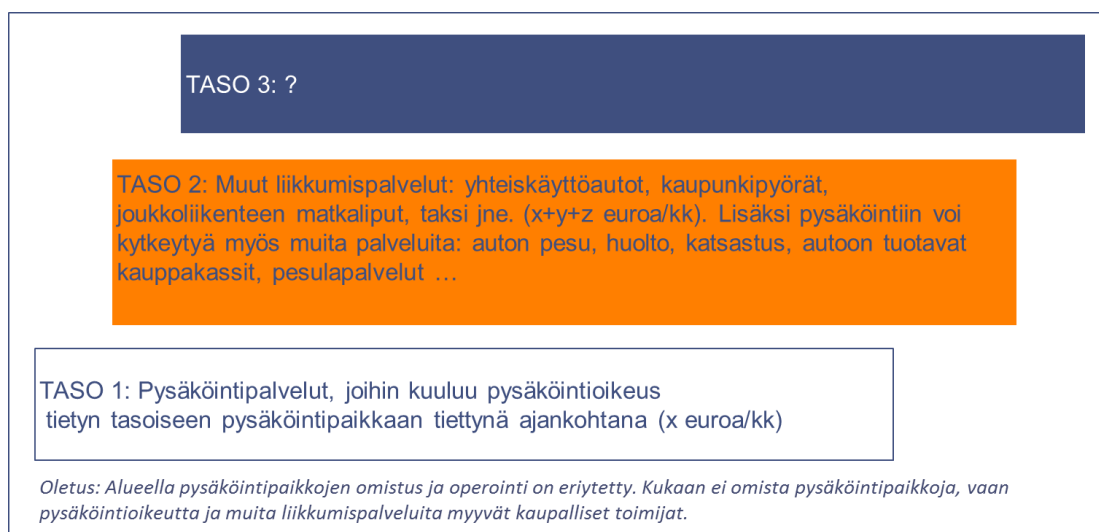 TASO 3: ?
TASO 2: Muut liikkumispalvelut: yhteiskäyttöautot, kaupunkipyörät,
joukkoliikenteen matkaliput, taksi jne. (x+y+z euroa/kk). Lisäksi pysäköintiin voi
kytkeytyä myös muita palveluita: auton pesu, huolto, katsastus, autoon tuotavat
kauppakassit, pesulapalvelut …
TASO 1: Pysäköintipalvelut, joihin kuuluu pysäköintioikeus
tietyn tasoiseen pysäköintipaikkaan tiettynä ajankohtana (x euroa/kk)
Oletus: Alueella pysäköintipaikkojen omistus ja operointi on eriytetty. Kukaan ei omista pysäköintipaikkoja, vaan
pysäköintioikeutta ja muita liikkumispalveluita myyvät kaupalliset toimijat.